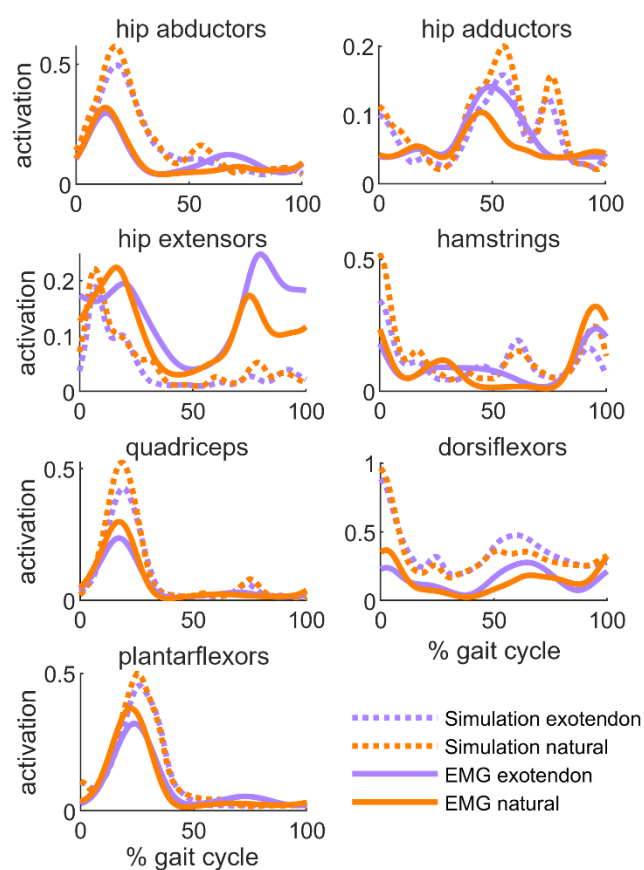 hip abductors
hip adductors
activation
0.5
0
0 50 100
0.2
0.1
0
0 50 100
hip extensors
hamstrings
activation
0.2
0.1
0
0 50 100
0.5
0
0 50 100
quadriceps
dorsiflexors
activation
0.5
0
0 50 100
1
0.5
0
0 50 100
% gait cycle
plantarflexors
activation
0.5
0
0 50 100
% gait cycle
Simulation exotendon
Simulation natural
EMG exotendon
EMG natural